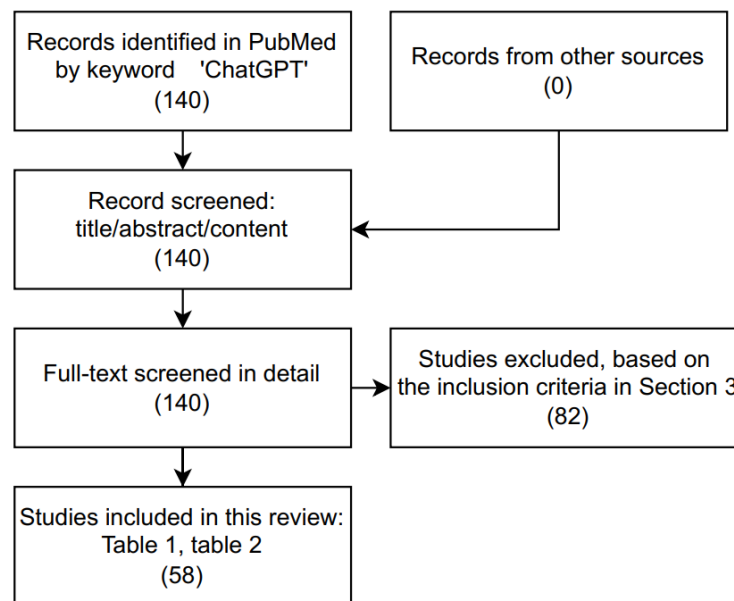 Records identified in PubMed
by keyword 'ChatGPT'
(140)
Records from other sources
(0)
Record screened:
title/abstract/content
(140)
Full-text screened in detail
(140)
Studies excluded, based on
the inclusion criteria in Section 3
(82)
Studies included in this review:
Table 1, table 2
(58)